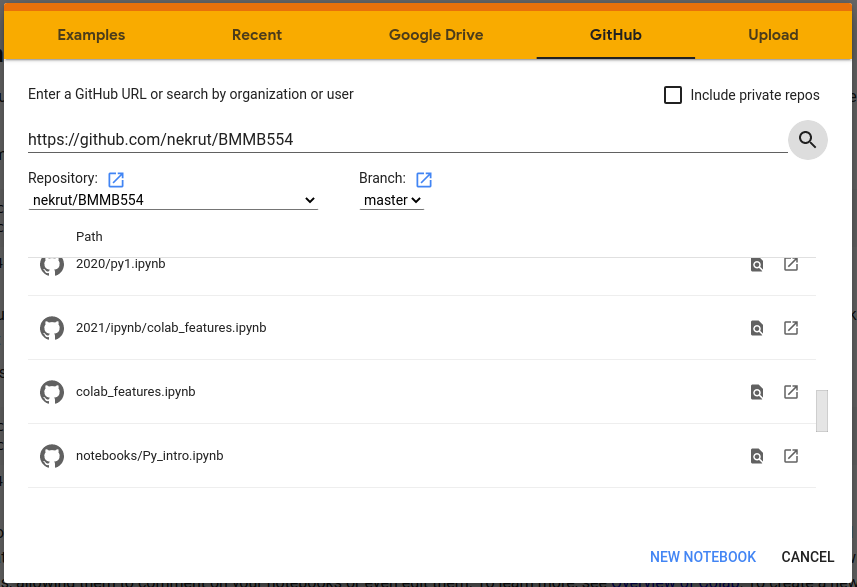 Examples Recent Google Drive GitHub Upload
Enter a GitHub URL or search by organization or user Include private repos
https://github.com/nekrut/BMMB554
Repository: Branch:
nekrut/BMMB554 master
Path
2020/py1.ipynb
2021/ipynb/colab_features.ipynb
colab_features.ipynb
notebooks/Py_intro.ipynb
NEW NOTEBOOK CANCEL